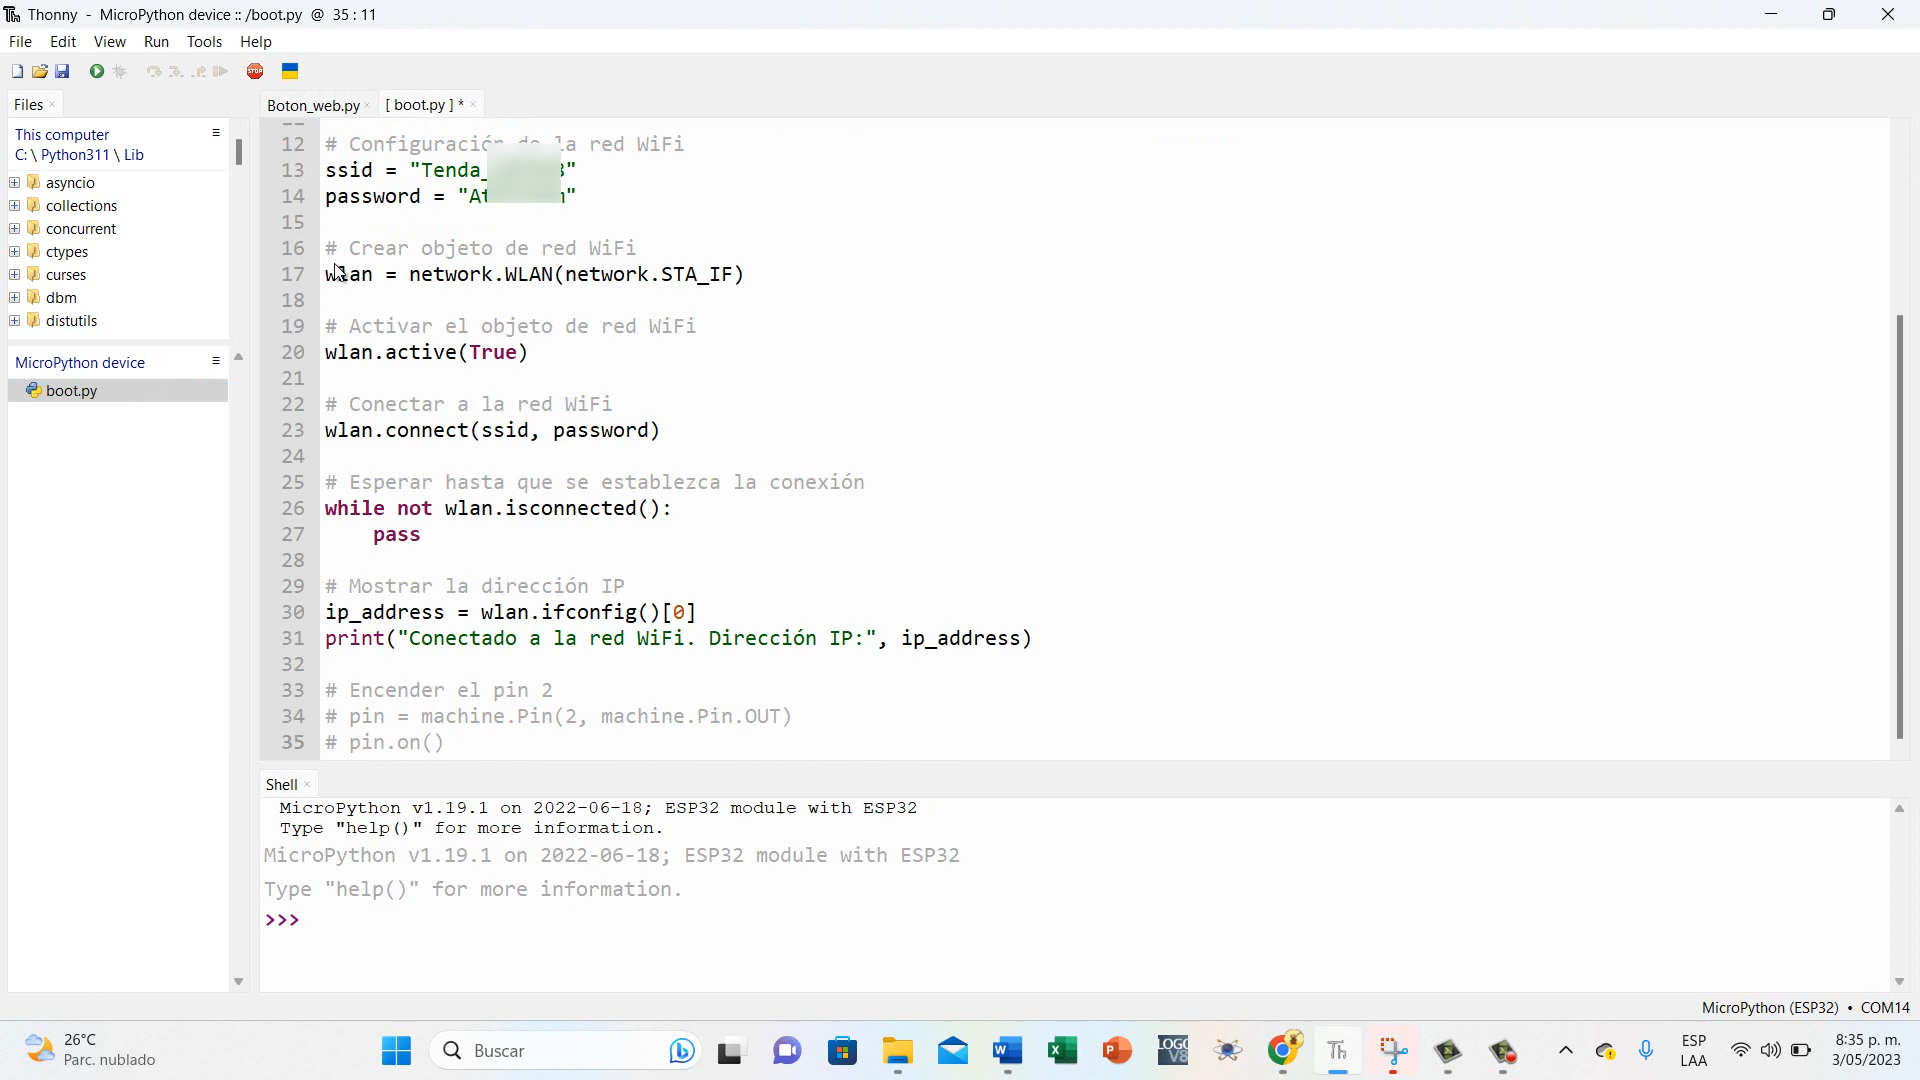 Thonny - MicroPython device :: /boot.py @ 35:11
File Edit View Run Tools Help
Files
Boot_web.py
[ boot.py ] *
This computer
C: \ Python311 \ Lib
asyncio
collections
concurrent
ctypes
curses
dbm
distutils
MicroPython device
boot.py
12 # Configuración de la red WiFi
13 ssid = "Tenda_
14 password =
15
16 # Crear objeto de red WiFi
17 wlan = network.WLAN(network.STA_IF)
18
19 # Activar el objeto de red WiFi
20 wlan.active(True)
21
22 # Conectar a la red WiFi
23 wlan.connect(ssid, password)
24
25 # Esperar hasta que se establezca la conexión
26 while not wlan.isconnected():
27 pass
28
29 # Mostrar la dirección IP
30 ip_address = wlan.ifconfig()[0]
31 print("Conectado a la red WiFi. Dirección IP:", ip_address)
32
33 # Encender el pin 2
34 # pin = machine.Pin(2, machine.Pin.OUT)
35 # pin.on()
Shell
MicroPython v1.19.1 on 2022-06-18; ESP32 module with ESP32
Type "help()" for more information.
MicroPython v1.19.1 on 2022-06-18; ESP32 module with ESP32
Type "help()" for more information.
>>>
MicroPython (ESP32) • COM14
26°C
Parc. nublado
Buscar
LOGO!
V8
Th
ESP
LAA
8:35 p. m.
3/05/2023